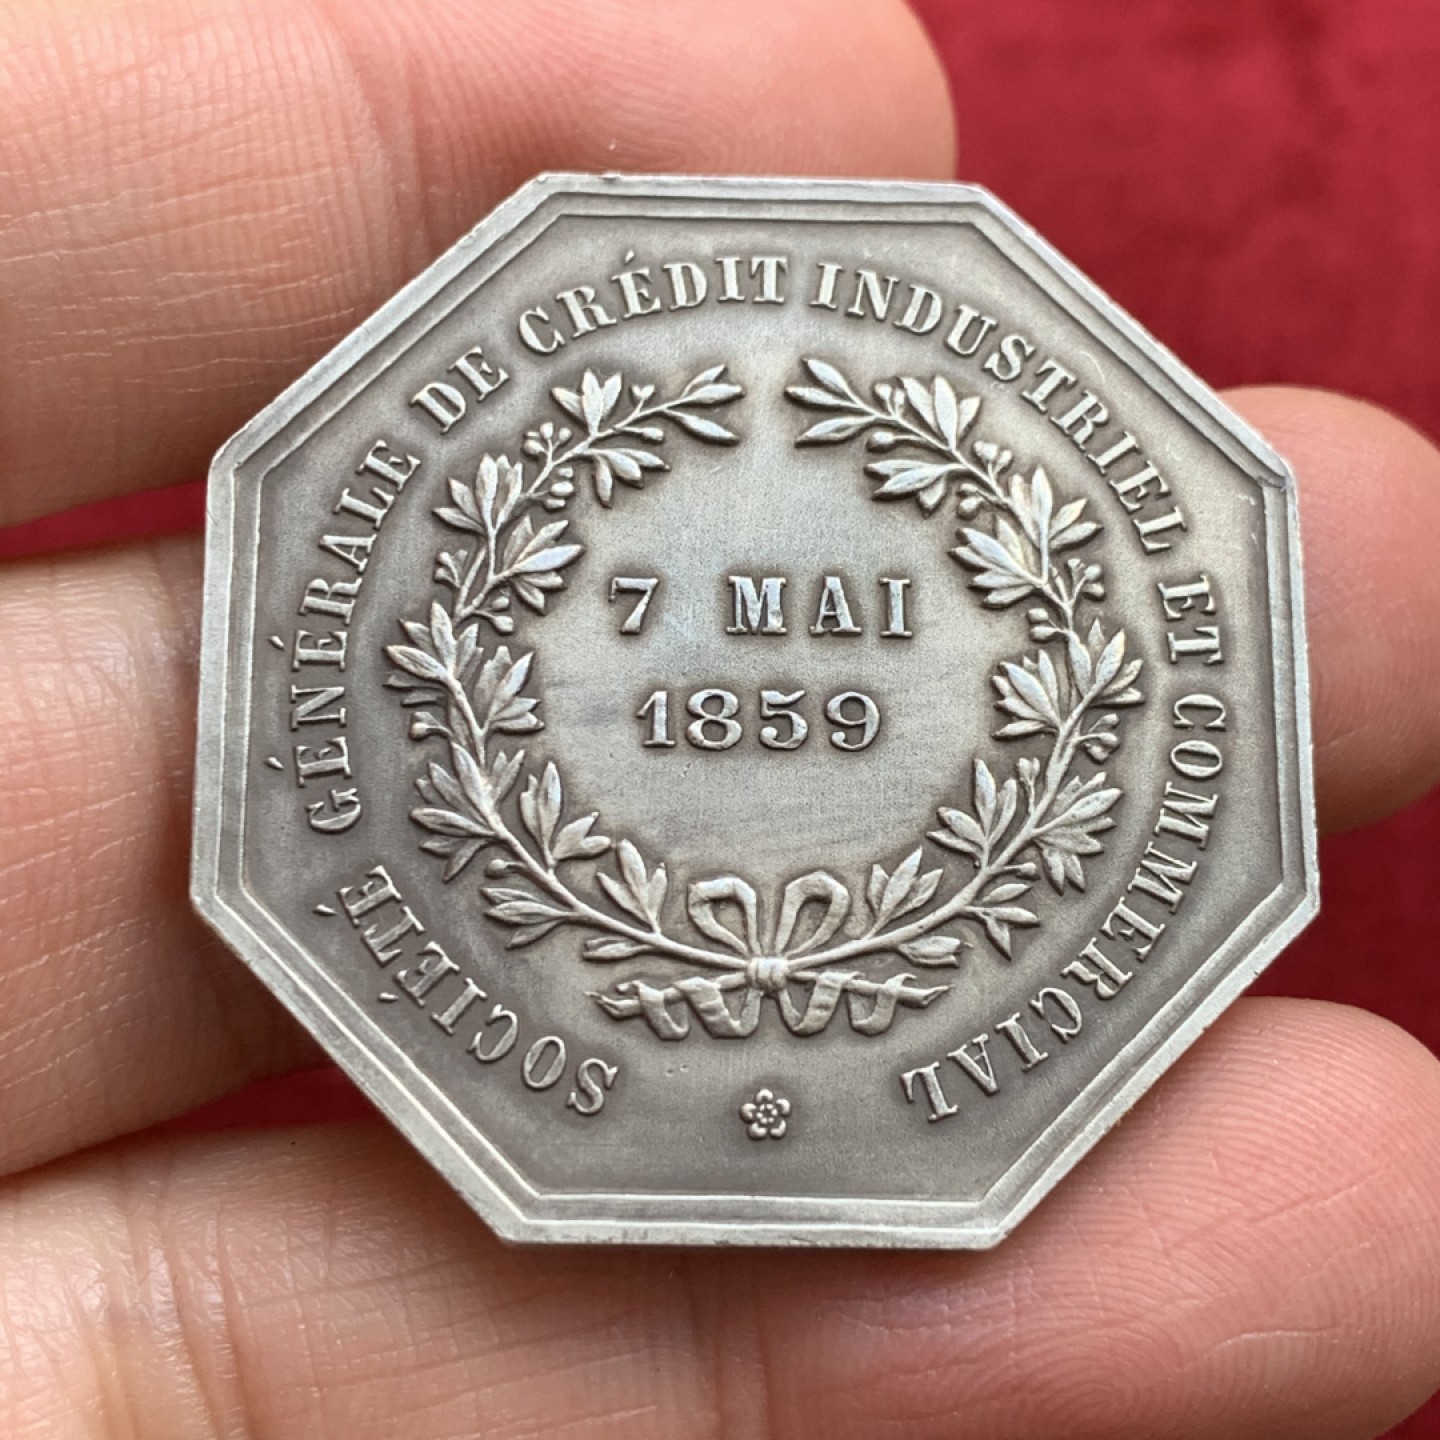 SOCIÉTÉ GÉNÉRALE DE CRÉDIT INDUSTRIEL ET COMMERCIAL
7 MAI
1859